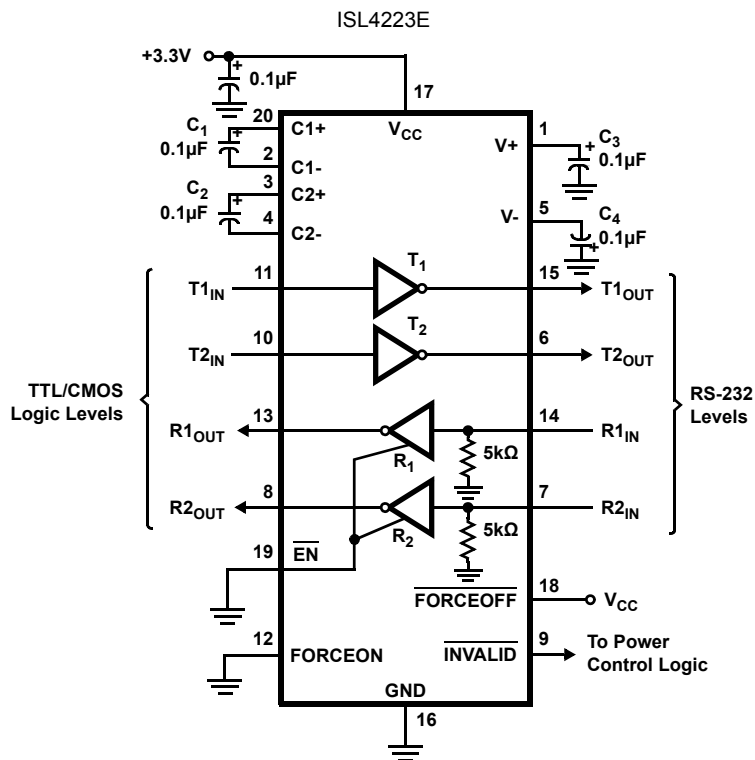 ISL4223E
+3.3V
+
0.1µF
17
20
C1+
VCC
1
C1
0.1µF
+
V+
+
C3
0.1µF
2
C1-
3
C2
0.1µF
+
C2+
4
C2-
V-
5
C4
0.1µF
+
T1
T1IN
11
15
T1OUT
T2
T2IN
10
6
T2OUT
TTL/CMOS
Logic Levels
RS-232
Levels
R1OUT
13
14
R1IN
R1
5kΩ
R2OUT
8
7
R2IN
R2
5kΩ
19
EN
FORCEOFF
18
VCC
12
FORCEON
INVALID
9
To Power
Control Logic
GND
16